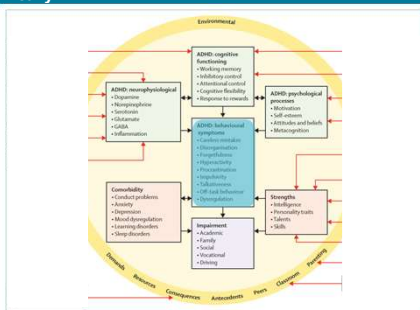 Environmental
ADHD: cognitive
functioning
• Working memory
• Inhibitory control
• Attentional control
• Cognitive flexibility
• Response to rewards
ADHD: neurophysiological
• Dopamine
• Norepinephrine
• Serotonin
• Glutamate
• GABA
• Inflammation
ADHD: psychological
processes
• Motivation
• Self-esteem
• Attitudes and beliefs
• Metacognition
ADHD: behavioural
symptoms
• Careless mistakes
• Disorganisation
• Forgetfulness
• Hyperactivity
• Procrastination
• Impulsivity
• Talkativeness
• Off-task behaviour
• Dysregulation
Comorbidity
• Conduct problems
• Anxiety
• Depression
• Mood dysregulation
• Learning disorders
• Sleep disorders
Strengths
• Intelligence
• Personality traits
• Talents
• Skills
Impairment
• Academic
• Family
• Social
• Vocational
• Driving
Demands Resources Consequences Antecedents Peers Classroom Parenting